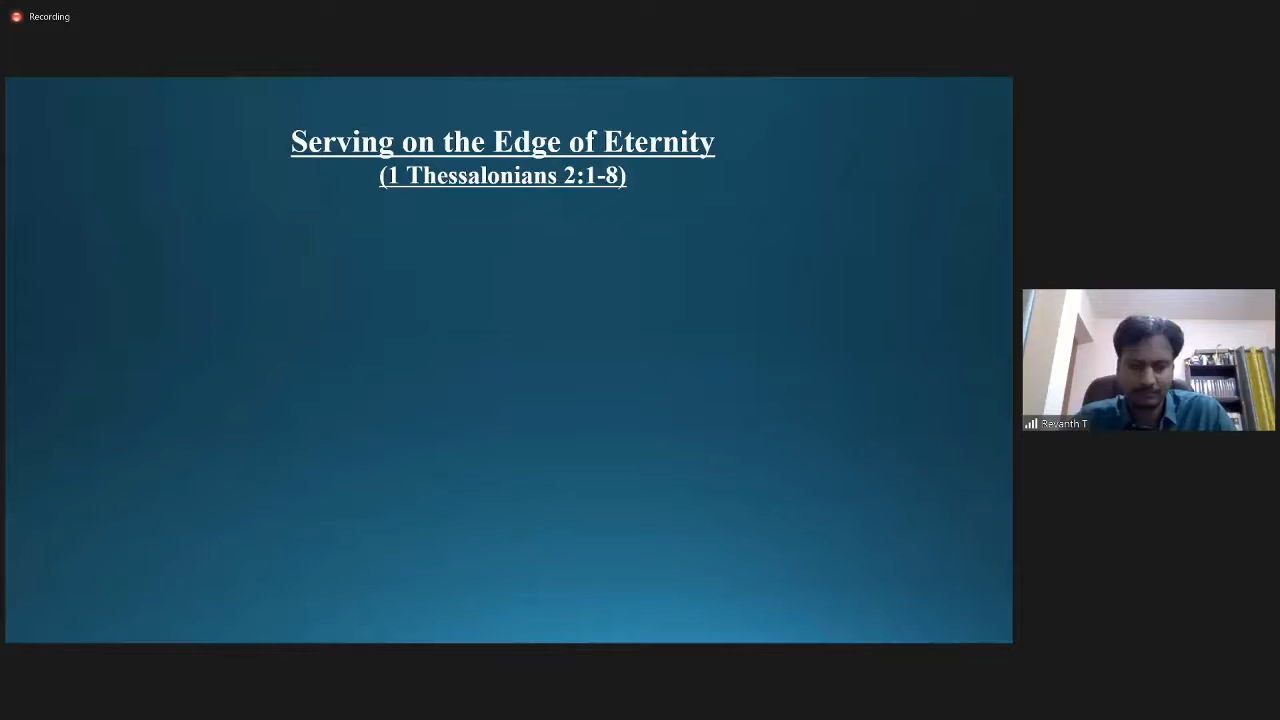 Recording
Serving on the Edge of Eternity
(1 Thessalonians 2:1-8)
Revanth T